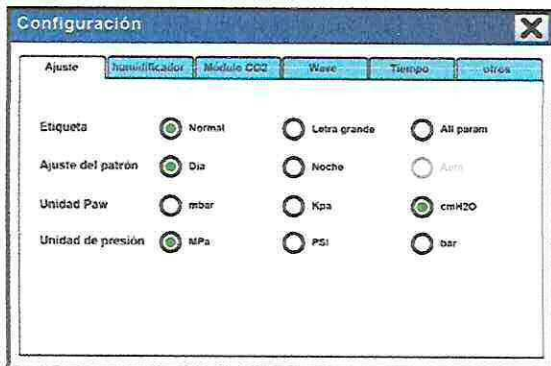 Configuración
Ajuste humidificador Módulo CO2 Wave Tiempo otros
Etiqueta Normal Letra grande All param
Ajuste del patrón Día Noche Auto
Unidad Paw mbar Kpa cmH2O
Unidad de presión MPa PSI bar